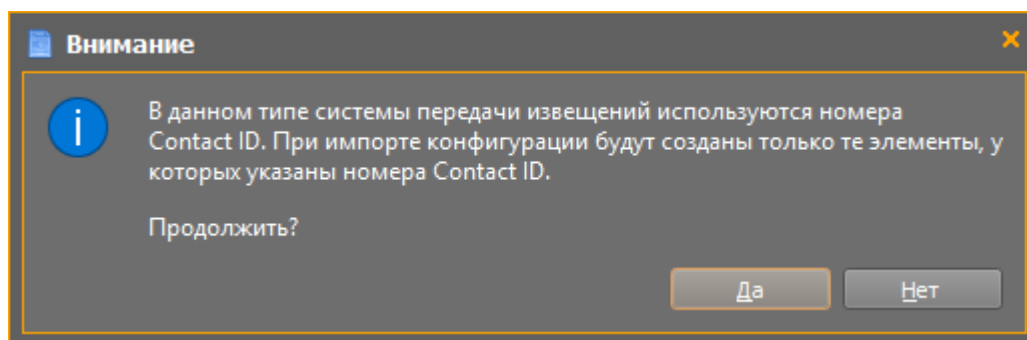 Внимание
В данном типе системы передачи извещений используются номера
Contact ID. При импорте конфигурации будут созданы только те элементы, у
которых указаны номера Contact ID.
Продолжить?
Да
Нет